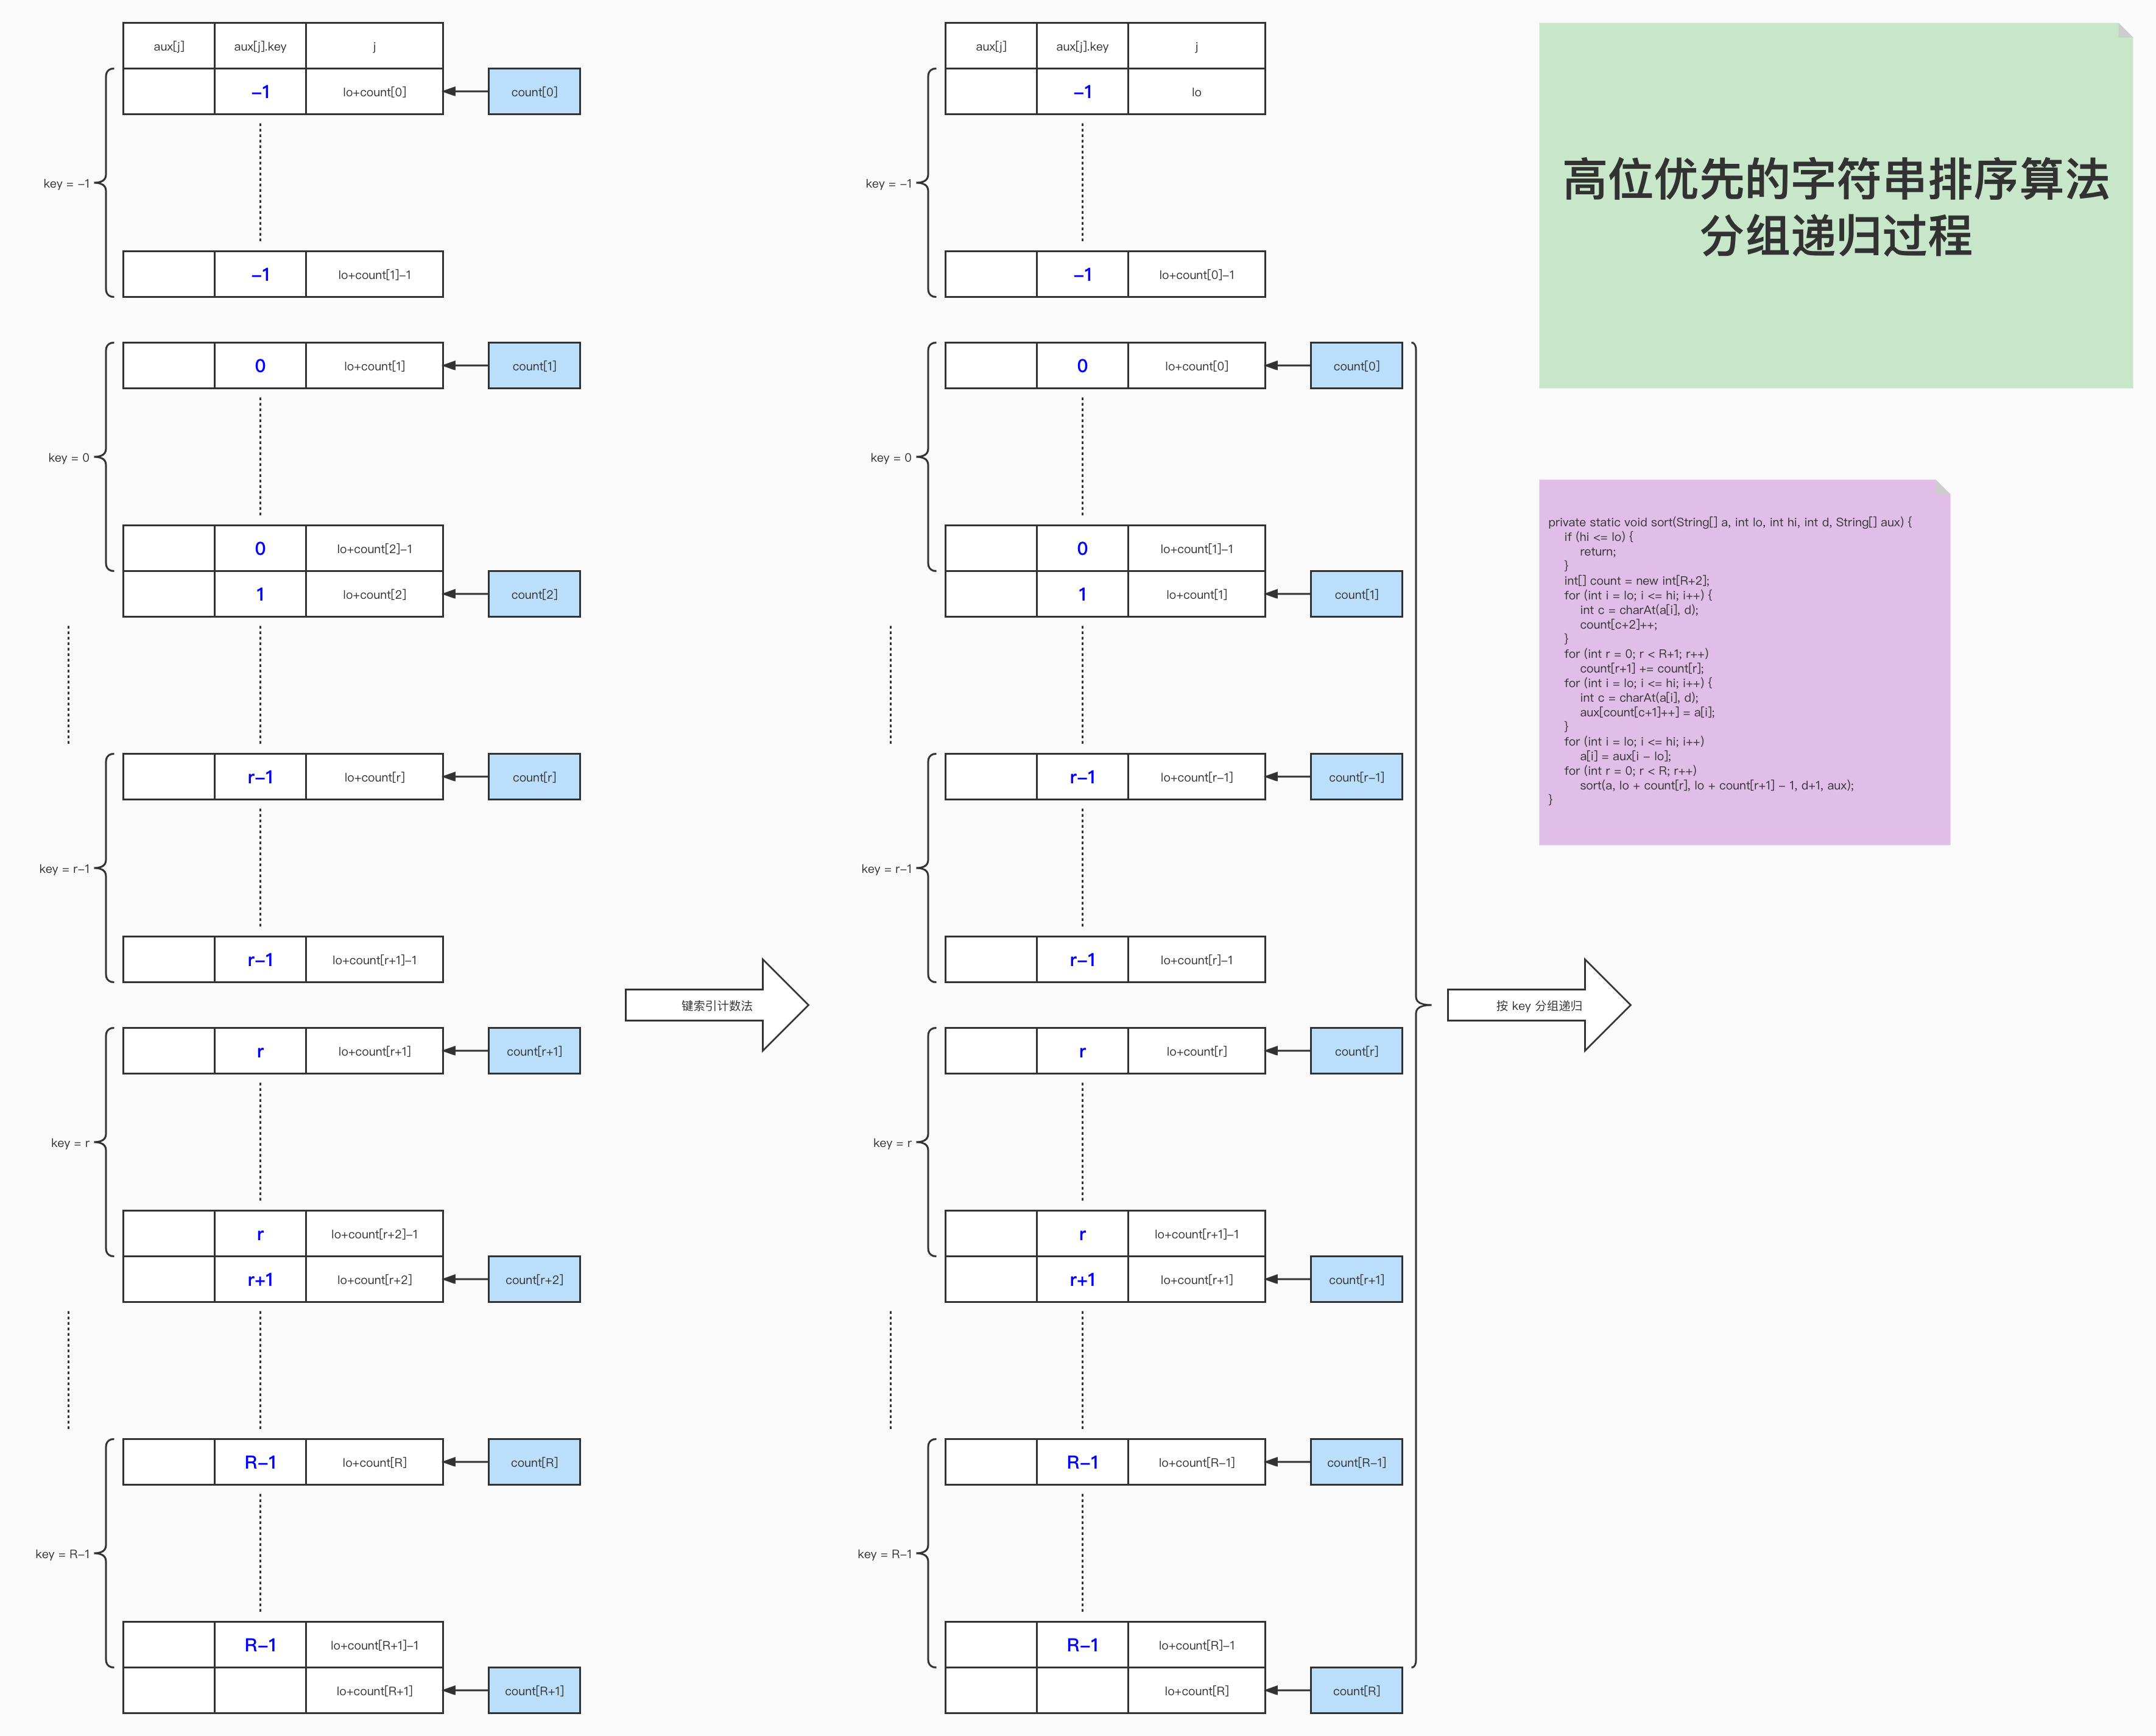 aux[j] aux[j].key j
–1 lo+count[0] count[0]
key = –1
–1 lo+count[1]–1
0 lo+count[1] count[1]
key = 0
0 lo+count[2]–1
1 lo+count[2] count[2]
r–1 lo+count[r] count[r]
key = r–1
r–1 lo+count[r+1]–1
r lo+count[r+1] count[r+1]
key = r
r lo+count[r+2]–1
r+1 lo+count[r+2] count[r+2]
R–1 lo+count[R] count[R]
key = R–1
R–1 lo+count[R+1]–1
lo+count[R+1] count[R+1]
键索引计数法
aux[j] aux[j].key j
–1 lo
key = –1
–1 lo+count[0]–1
0 lo+count[0] count[0]
key = 0
0 lo+count[1]–1
1 lo+count[1] count[1]
r–1 lo+count[r–1] count[r–1]
key = r–1
r–1 lo+count[r]–1
r lo+count[r] count[r]
key = r
r lo+count[r+1]–1
r+1 lo+count[r+1] count[r+1]
R–1 lo+count[R–1] count[R–1]
key = R–1
R–1 lo+count[R]–1
lo+count[R] count[R]
按 key 分组递归
高位优先的字符串排序算法
分组递归过程
private static void sort(String[] a, int lo, int hi, int d, String[] aux) {
if (hi <= lo) {
return;
}
int[] count = new int[R+2];
for (int i = lo; i <= hi; i++) {
int c = charAt(a[i], d);
count[c+2]++;
}
for (int r = 0; r < R+1; r++)
count[r+1] += count[r];
for (int i = lo; i <= hi; i++) {
int c = charAt(a[i], d);
aux[count[c+1]++] = a[i];
}
for (int i = lo; i <= hi; i++)
a[i] = aux[i – lo];
for (int r = 0; r < R; r++)
sort(a, lo + count[r], lo + count[r+1] – 1, d+1, aux);
}